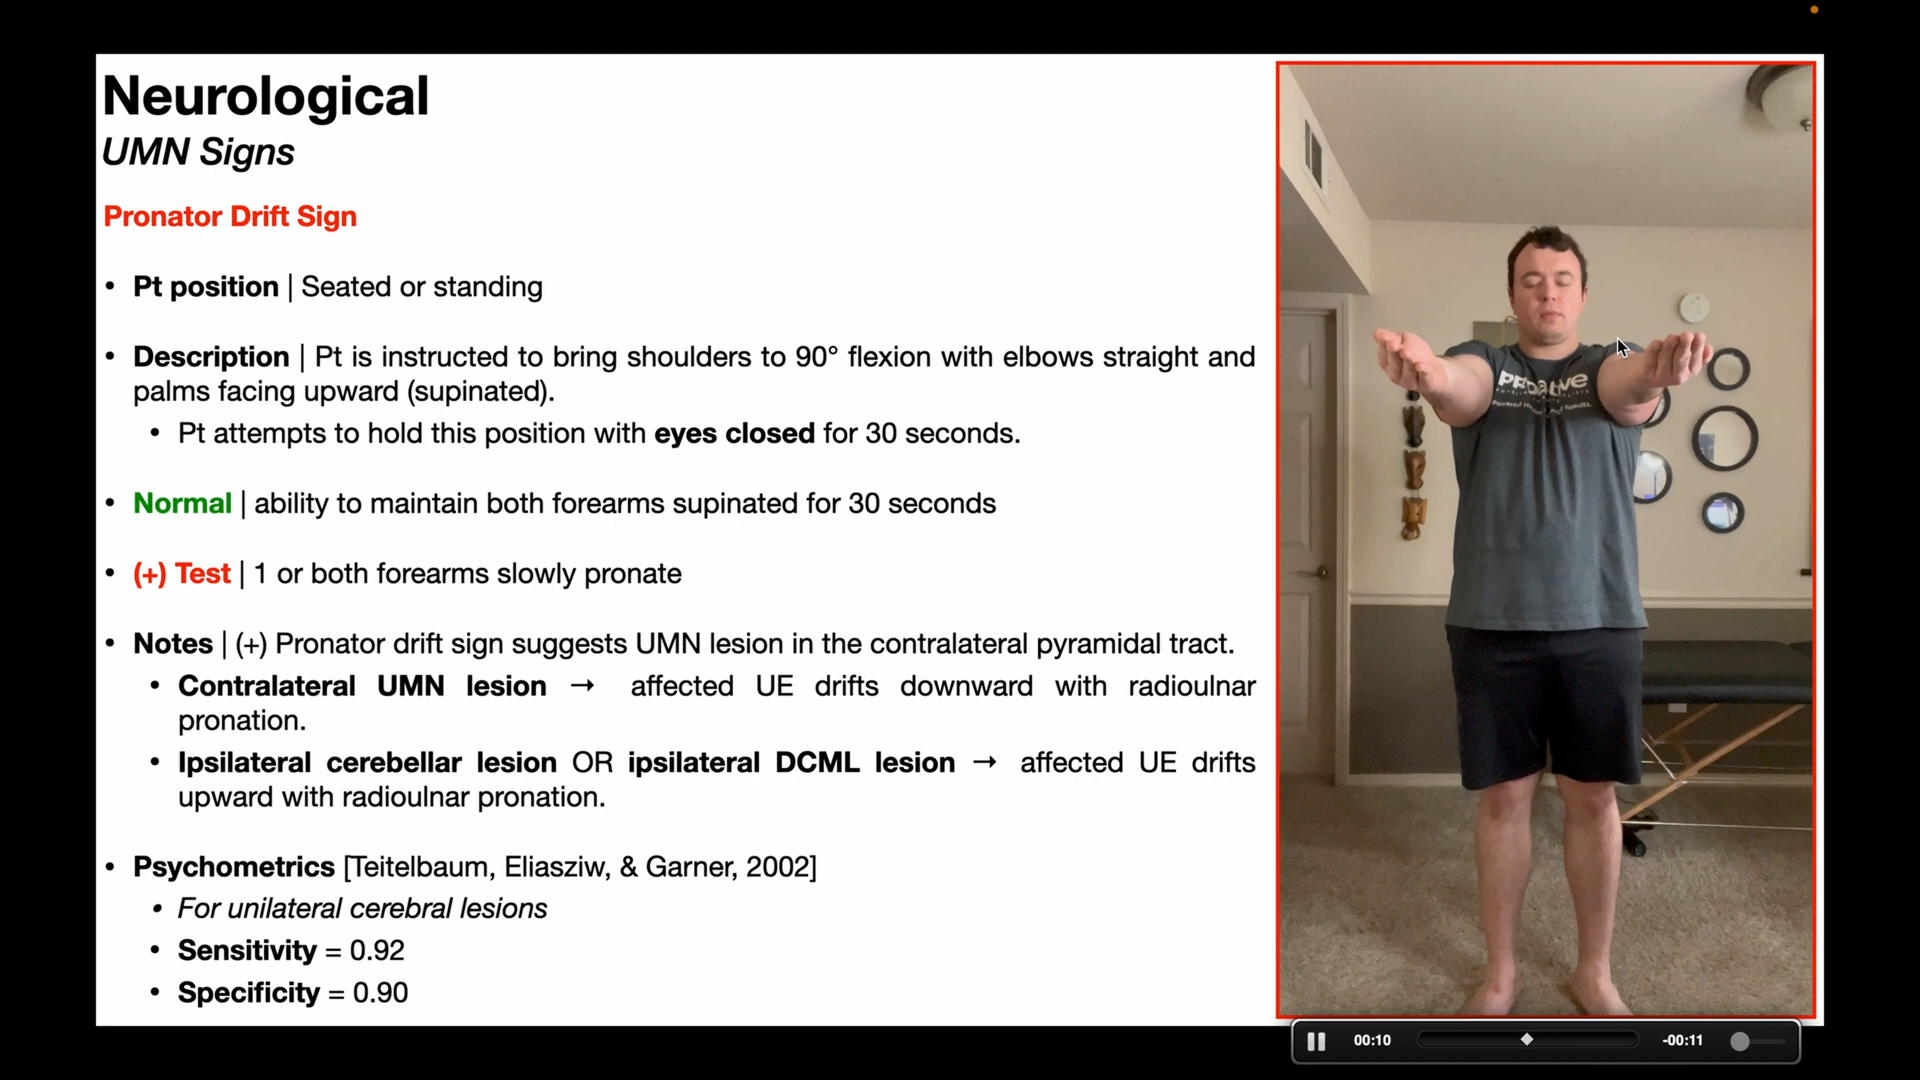 Neurological
UMN Signs
Pronator Drift Sign
• Pt position | Seated or standing
• Description | Pt is instructed to bring shoulders to 90° flexion with elbows straight and
palms facing upward (supinated).
• Pt attempts to hold this position with eyes closed for 30 seconds.
• Normal | ability to maintain both forearms supinated for 30 seconds
• (+) Test | 1 or both forearms slowly pronate
• Notes | (+) Pronator drift sign suggests UMN lesion in the contralateral pyramidal tract.
• Contralateral UMN lesion → affected UE drifts downward with radioulnar
pronation.
• Ipsilateral cerebellar lesion OR ipsilateral DCML lesion → affected UE drifts
upward with radioulnar pronation.
• Psychometrics [Teitelbaum, Eliasziw, & Garner, 2002]
• For unilateral cerebral lesions
• Sensitivity = 0.92
• Specificity = 0.90
00:10
-00:11